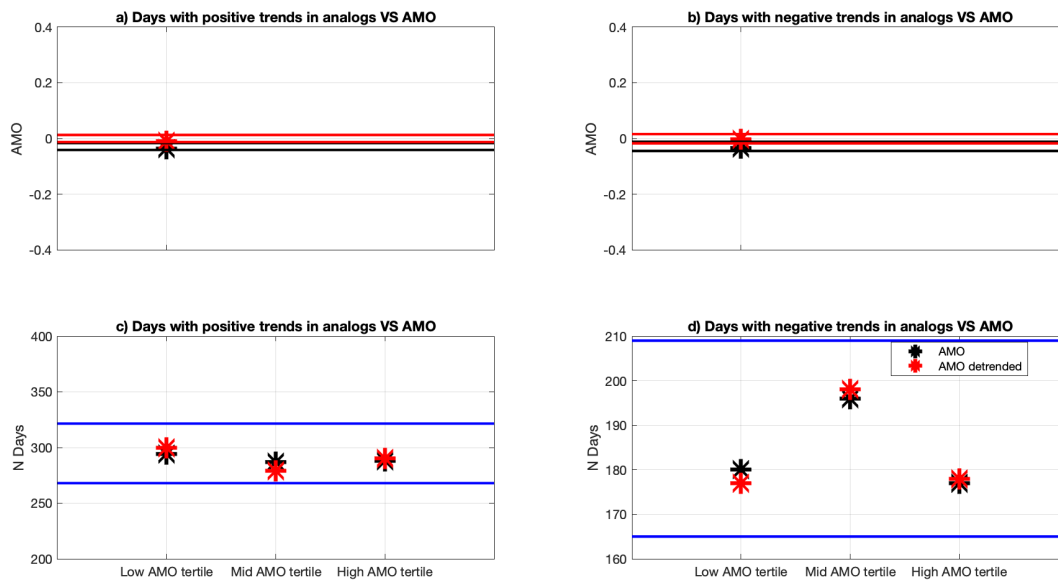 a) Days with positive trends in analogs VS AMO
0.4
0.2
0
-0.2
-0.4
AMO
b) Days with negative trends in analogs VS AMO
0.4
0.2
0
-0.2
-0.4
AMO
c) Days with positive trends in analogs VS AMO
400
350
300
250
200
N Days
Low AMO tertile Mid AMO tertile High AMO tertile
d) Days with negative trends in analogs VS AMO
210
200
190
180
170
160
N Days
AMO
AMO detrended
Low AMO tertile Mid AMO tertile High AMO tertile